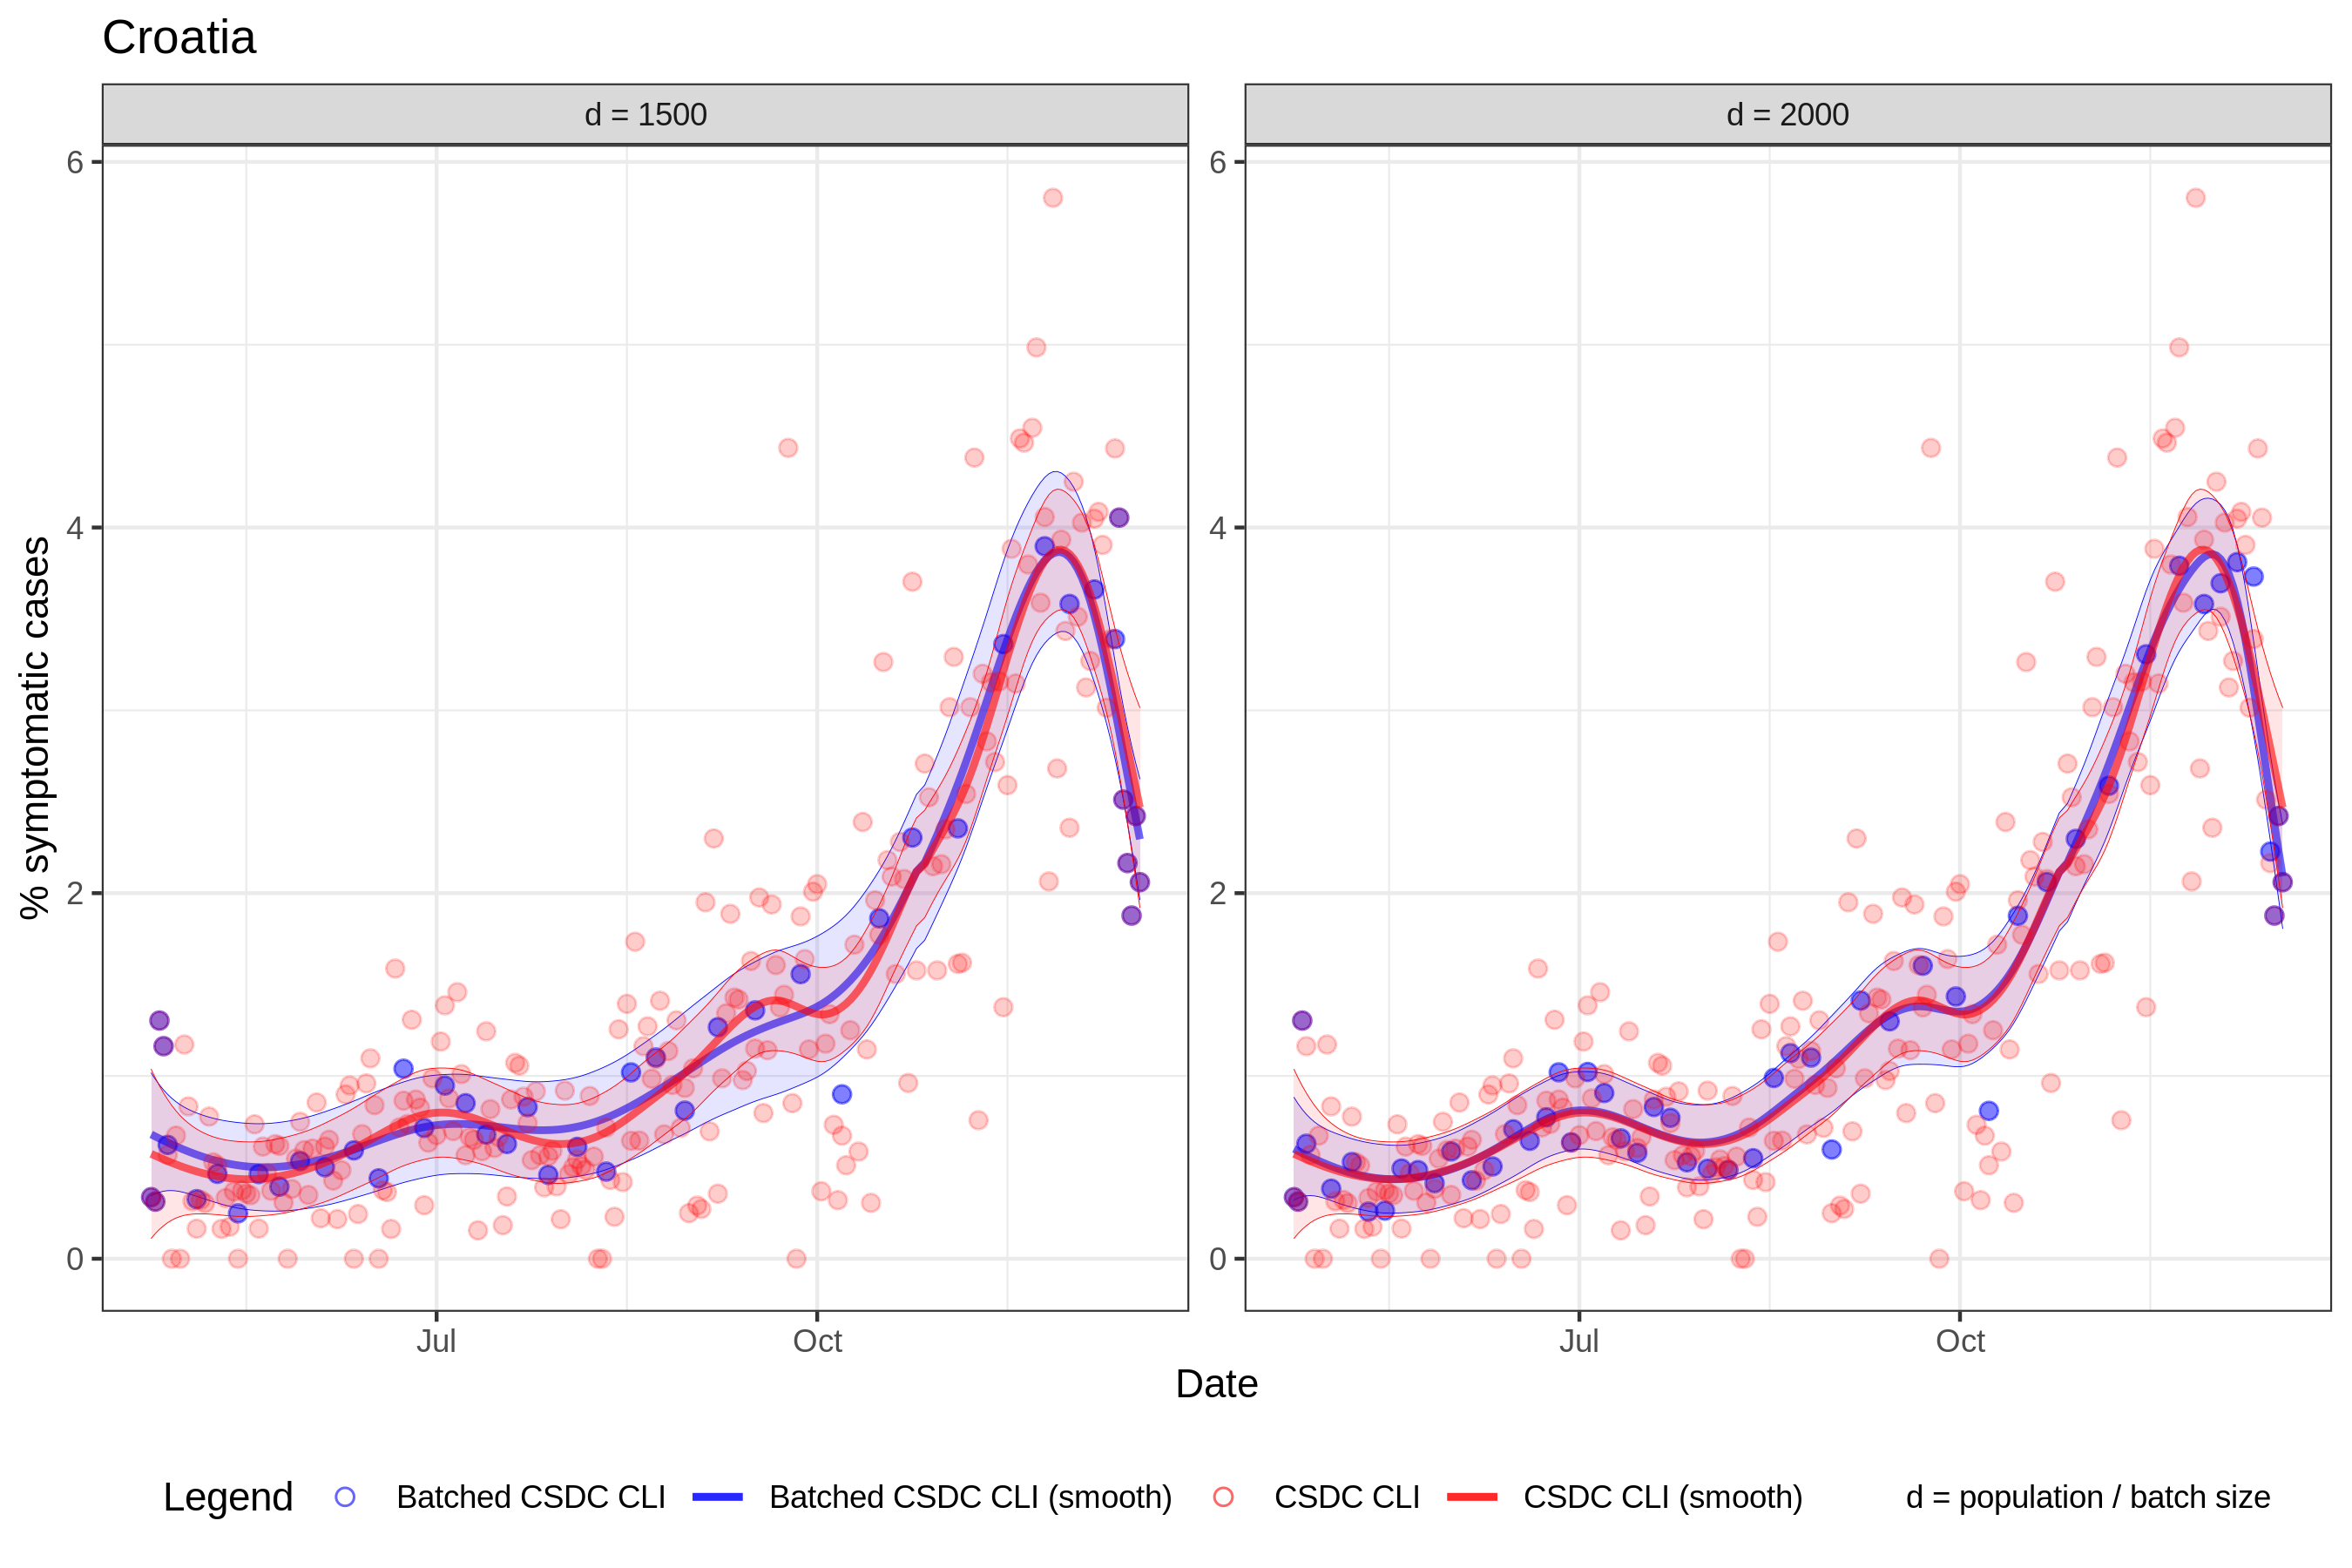 Croatia
d = 1500
d = 2000
% symptomatic cases
6
4
2
0
6
4
2
0
Jul
Oct
Jul
Oct
Date
Legend
Batched CSDC CLI
Batched CSDC CLI (smooth)
CSDC CLI
CSDC CLI (smooth)
d = population / batch size